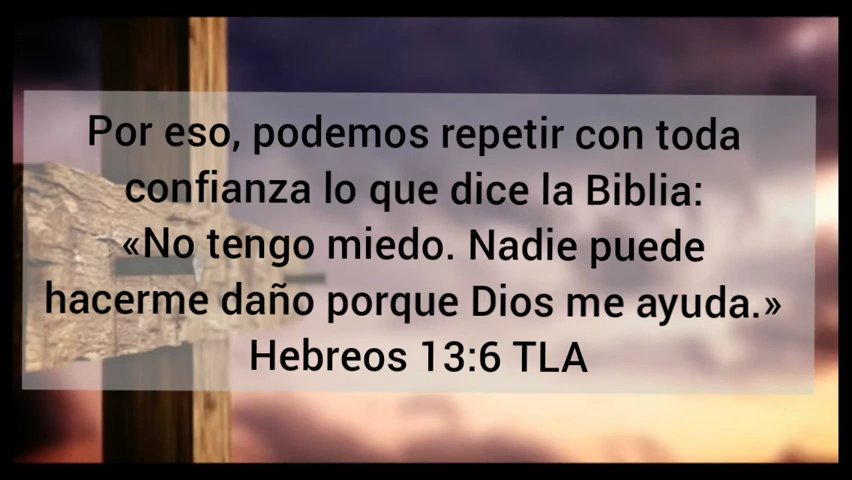 Por eso, podemos repetir con toda
confianza lo que dice la Biblia:
«No tengo miedo. Nadie puede
hacerme daño porque Dios me ayuda.»
Hebreos 13:6 TLA